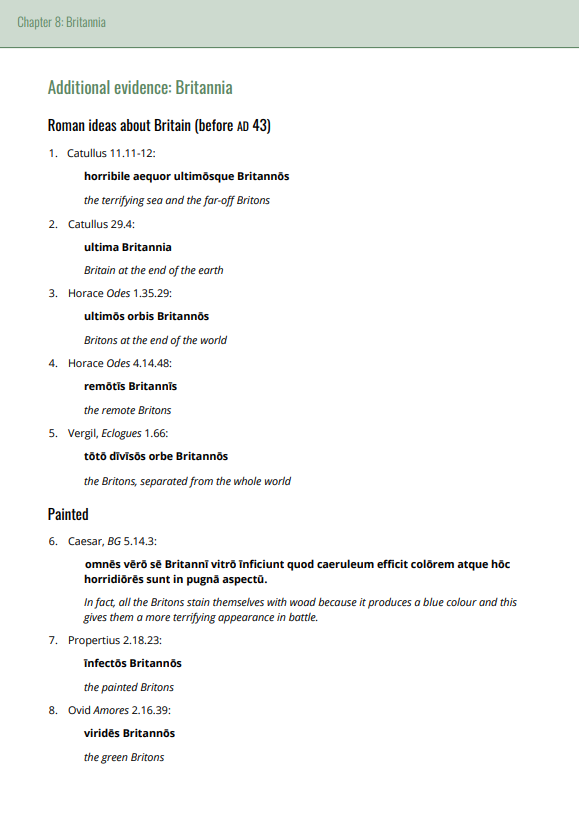 Chapter 8: Britannia
Additional evidence: Britannia
Roman ideas about Britain (before AD 43)
1. Catullus 11.11-12:
horribile aequor ultimōsque Britannōs
the terrifying sea and the far-off Britons
2. Catullus 29.4:
ultima Britannia
Britain at the end of the earth
3. Horace Odes 1.35.29:
ultimōs orbis Britannōs
Britons at the end of the world
4. Horace Odes 4.14.48:
remōtīs Britannīs
the remote Britons
5. Vergil, Eclogues 1.66:
tōtō dīvīsōs orbe Britannōs
the Britons, separated from the whole world
Painted
6. Caesar, BG 5.14.3:
omnēs vērō sē Britannī vitrō īnficiunt quod caeruleum efficit colōrem atque hōc
horridiōrēs sunt in pugnā aspectū.
In fact, all the Britons stain themselves with woad because it produces a blue colour and this
gives them a more terrifying appearance in battle.
7. Propertius 2.18.23:
īnfectōs Britannōs
the painted Britons
8. Ovid Amores 2.16.39:
viridēs Britannōs
the green Britons